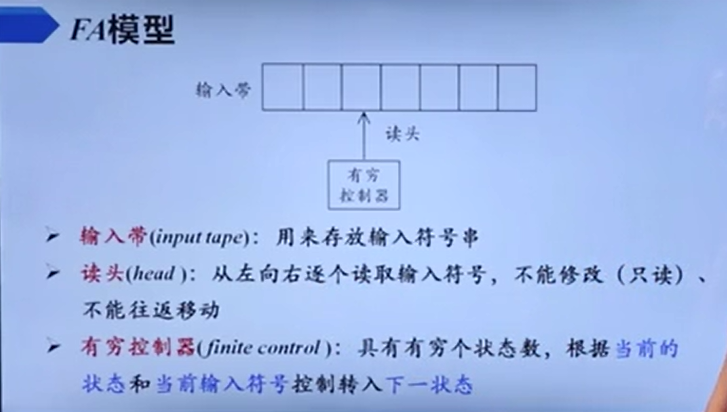 FA模型
输入带
读头
有穷
控制器
➢ 输入带(input tape)：用来存放输入符号串
➢ 读头(head)：从左向右逐个读取输入符号，不能修改（只读）、
不能往返移动
➢ 有穷控制器(finite control)：具有有穷个状态数，根据当前的
状态和当前输入符号控制转入下一状态